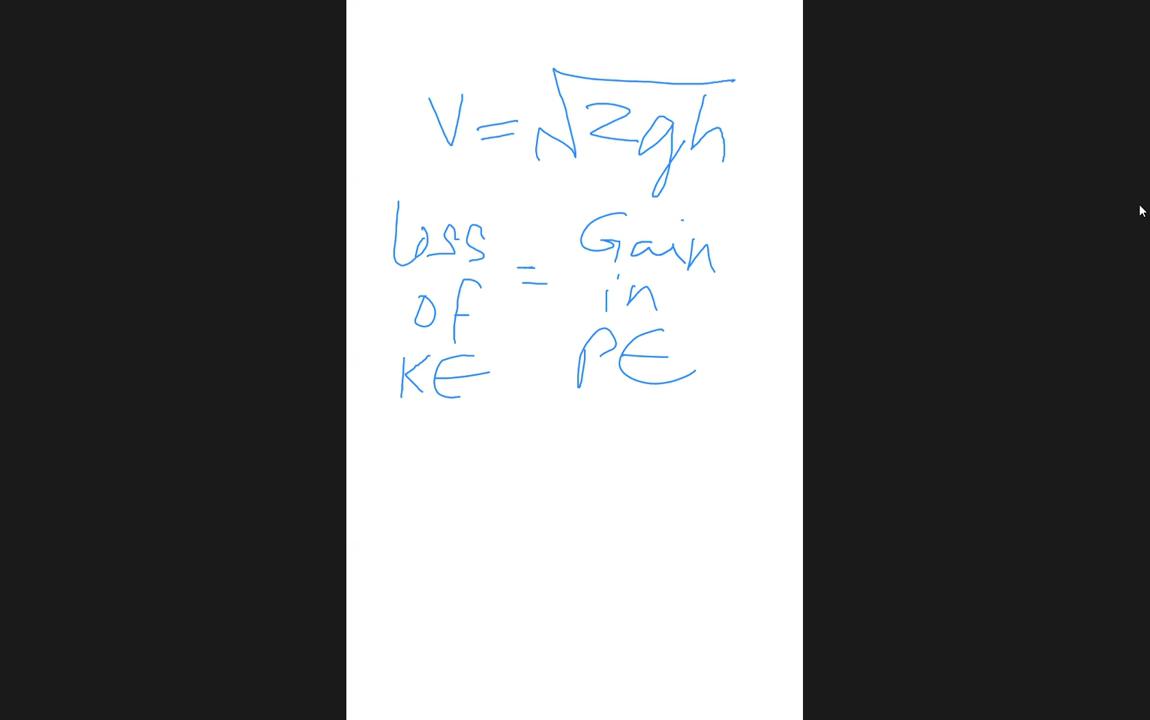 V = √2gh
Loss = Gain
of in
KE PE